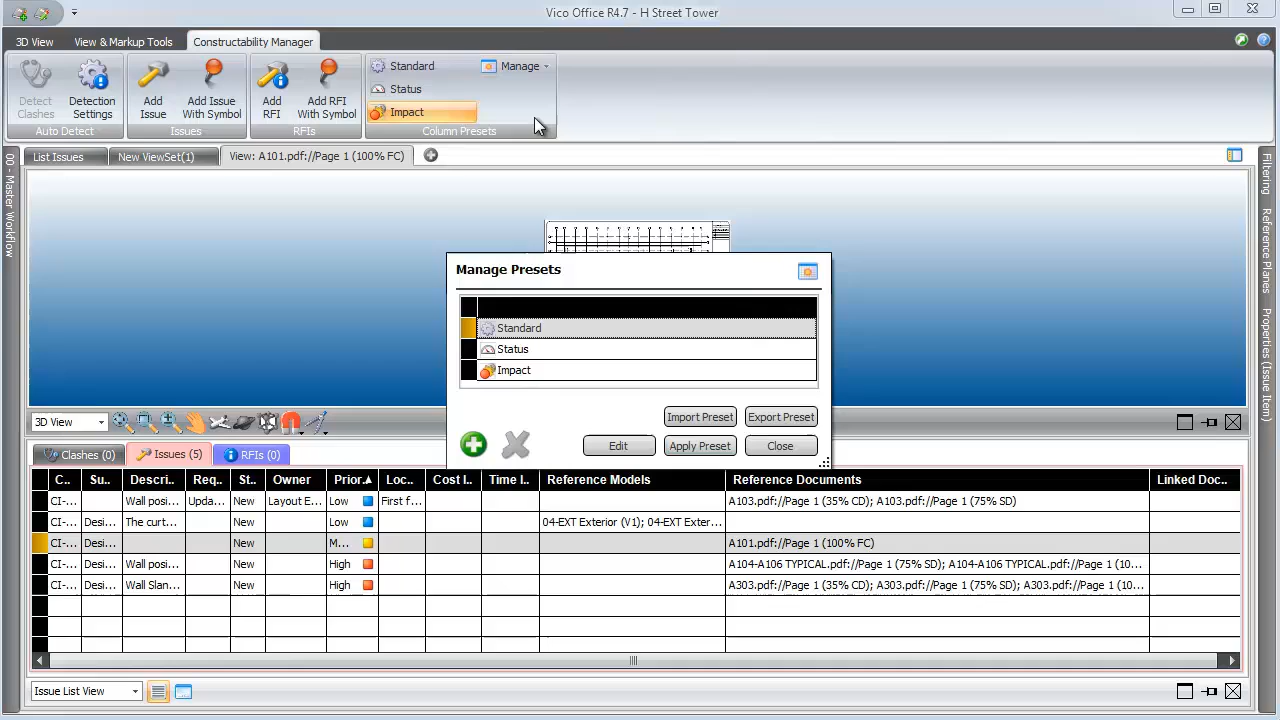 Vico Office R4.7 - H Street Tower
3D View
View & Markup Tools
Constructability Manager
Detect Clashes
Detection Settings
Auto Detect
Add Issue
Add Issue With Symbol
Issues
Add RFI
Add RFI With Symbol
RFIs
Standard
Status
Impact
Manage
Column Presets
00 - Master Workflow
List Issues
New ViewSet(1)
View: A101.pdf://Page 1 (100% FC)
Filtering
Reference Planes
Properties (Issue Item)
Manage Presets
Standard
Status
Impact
Import Preset
Export Preset
Edit
Apply Preset
Close
3D View
Clashes (0)
Issues (5)
RFIs (0)
C.. Su.. Descri.. Req.. St.. Owner Prior. Loc.. Cost I.. Time I.. Reference Models Reference Documents Linked Doc..
CI-... Wall posi... Upda... New Layout E... Low First f... A103.pdf://Page 1 (35% CD); A103.pdf://Page 1 (75% SD)
CI-... Desi... The curt... New Low 04-EXT Exterior (V1); 04-EXT Exter...
CI-... Desi... New M... A101.pdf://Page 1 (100% FC)
CI-... Desi... Wall posi... New High A104-A106 TYPICAL.pdf://Page 1 (75% SD); A104-A106 TYPICAL.pdf://Page 1 (10...
CI-... Desi... Wall Slan... New High A303.pdf://Page 1 (35% CD); A303.pdf://Page 1 (75% SD); A303.pdf://Page 1 (10...
Issue List View